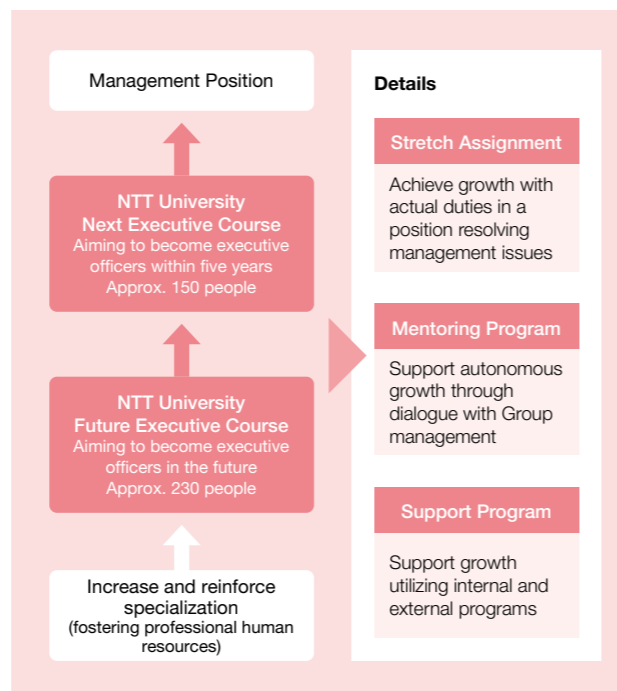 Management Position
NTT University
Next Executive Course
Aiming to become executive
officers within five years
Approx. 150 people
NTT University
Future Executive Course
Aiming to become executive
officers in the future
Approx. 230 people
Increase and reinforce
specialization
(fostering professional human
resources)
Details
Stretch Assignment
Achieve growth with
actual duties in a
position resolving
management issues
Mentoring Program
Support autonomous
growth through
dialogue with Group
management
Support Program
Support growth
utilizing internal and
external programs